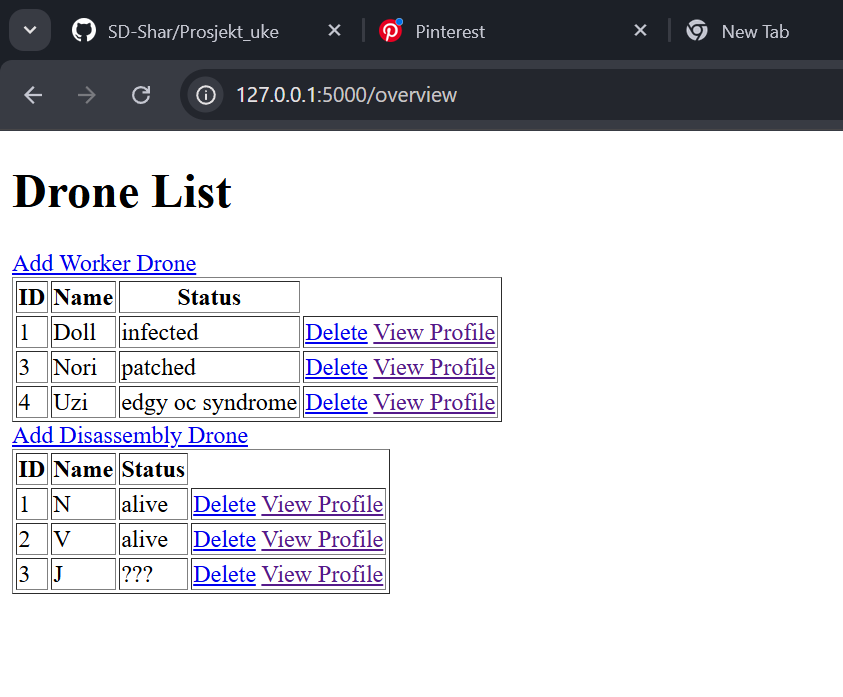 SD-Shar/Prosjekt_uke Pinterest New Tab
127.0.0.1:5000/overview
Drone List
Add Worker Drone
ID Name Status
1 Doll infected Delete View Profile
3 Nori patched Delete View Profile
4 Uzi edgy oc syndrome Delete View Profile
Add Disassembly Drone
ID Name Status
1 N alive Delete View Profile
2 V alive Delete View Profile
3 J ??? Delete View Profile